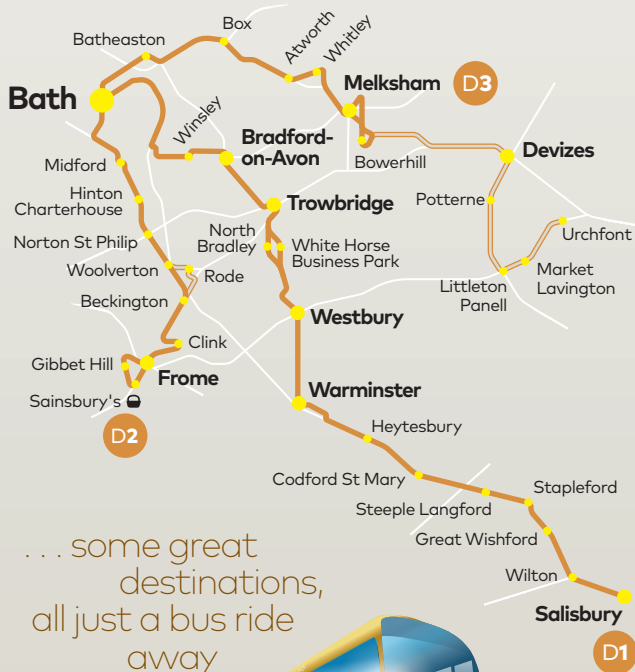 Box
Batheaston
Atworth
Whitley
Melksham
D3
Bath
Winsley
Bradford-
on-Avon
Bowerhill
Devizes
Midford
Hinton
Charterhouse
Trowbridge
Potterne
Norton St Philip
North
Bradley
White Horse
Business Park
Urchfont
Woolverton
Rode
Market
Lavington
Littleton
Panell
Beckington
Westbury
Clink
Gibbet Hill
Frome
Sainsbury's
D2
Warminster
Heytesbury
Codford St Mary
Steeple Langford
Stapleford
Great Wishford
Wilton
Salisbury
D1
. . . some great
destinations,
all just a bus ride
away